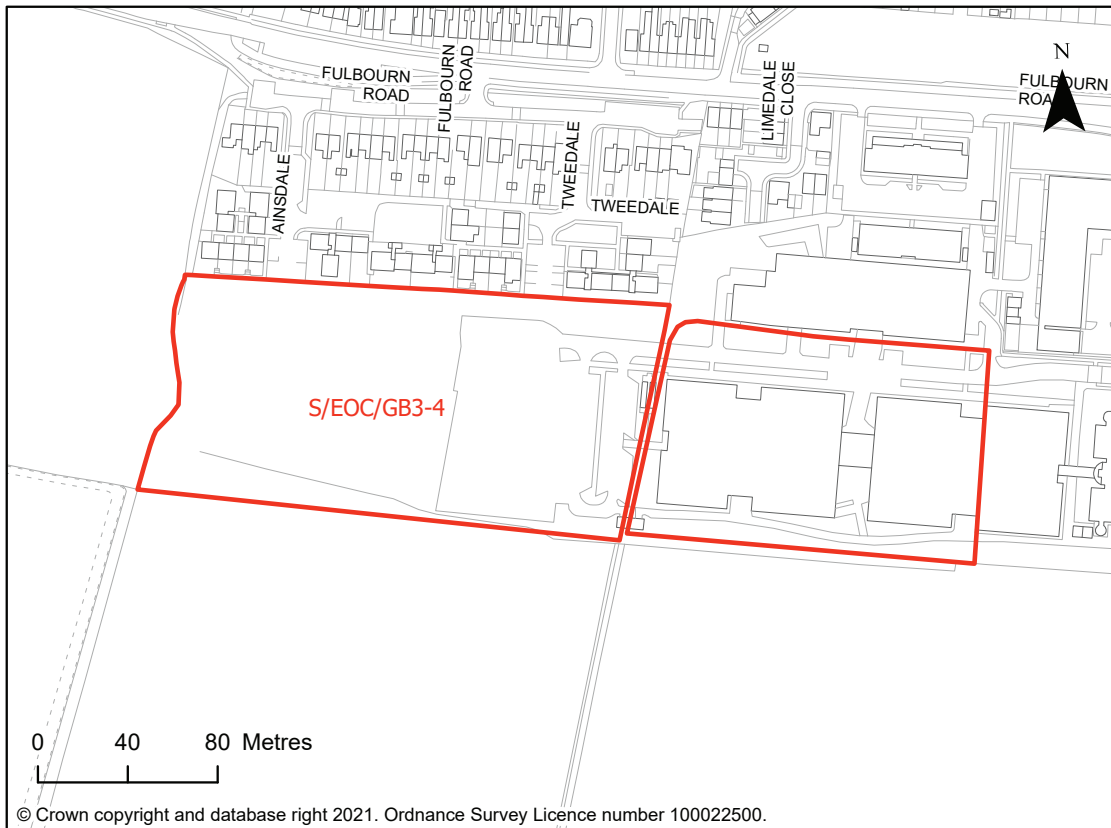 FULBOURN
ROAD
FULBOURN
ROAD
LIMEDALE
CLOSE
N
FULBOURN
ROAD
AINSDALE
TWEEDALE
TWEEDALE
S/EOC/GB3-4
0 40 80 Metres
© Crown copyright and database right 2021. Ordnance Survey Licence number 100022500.